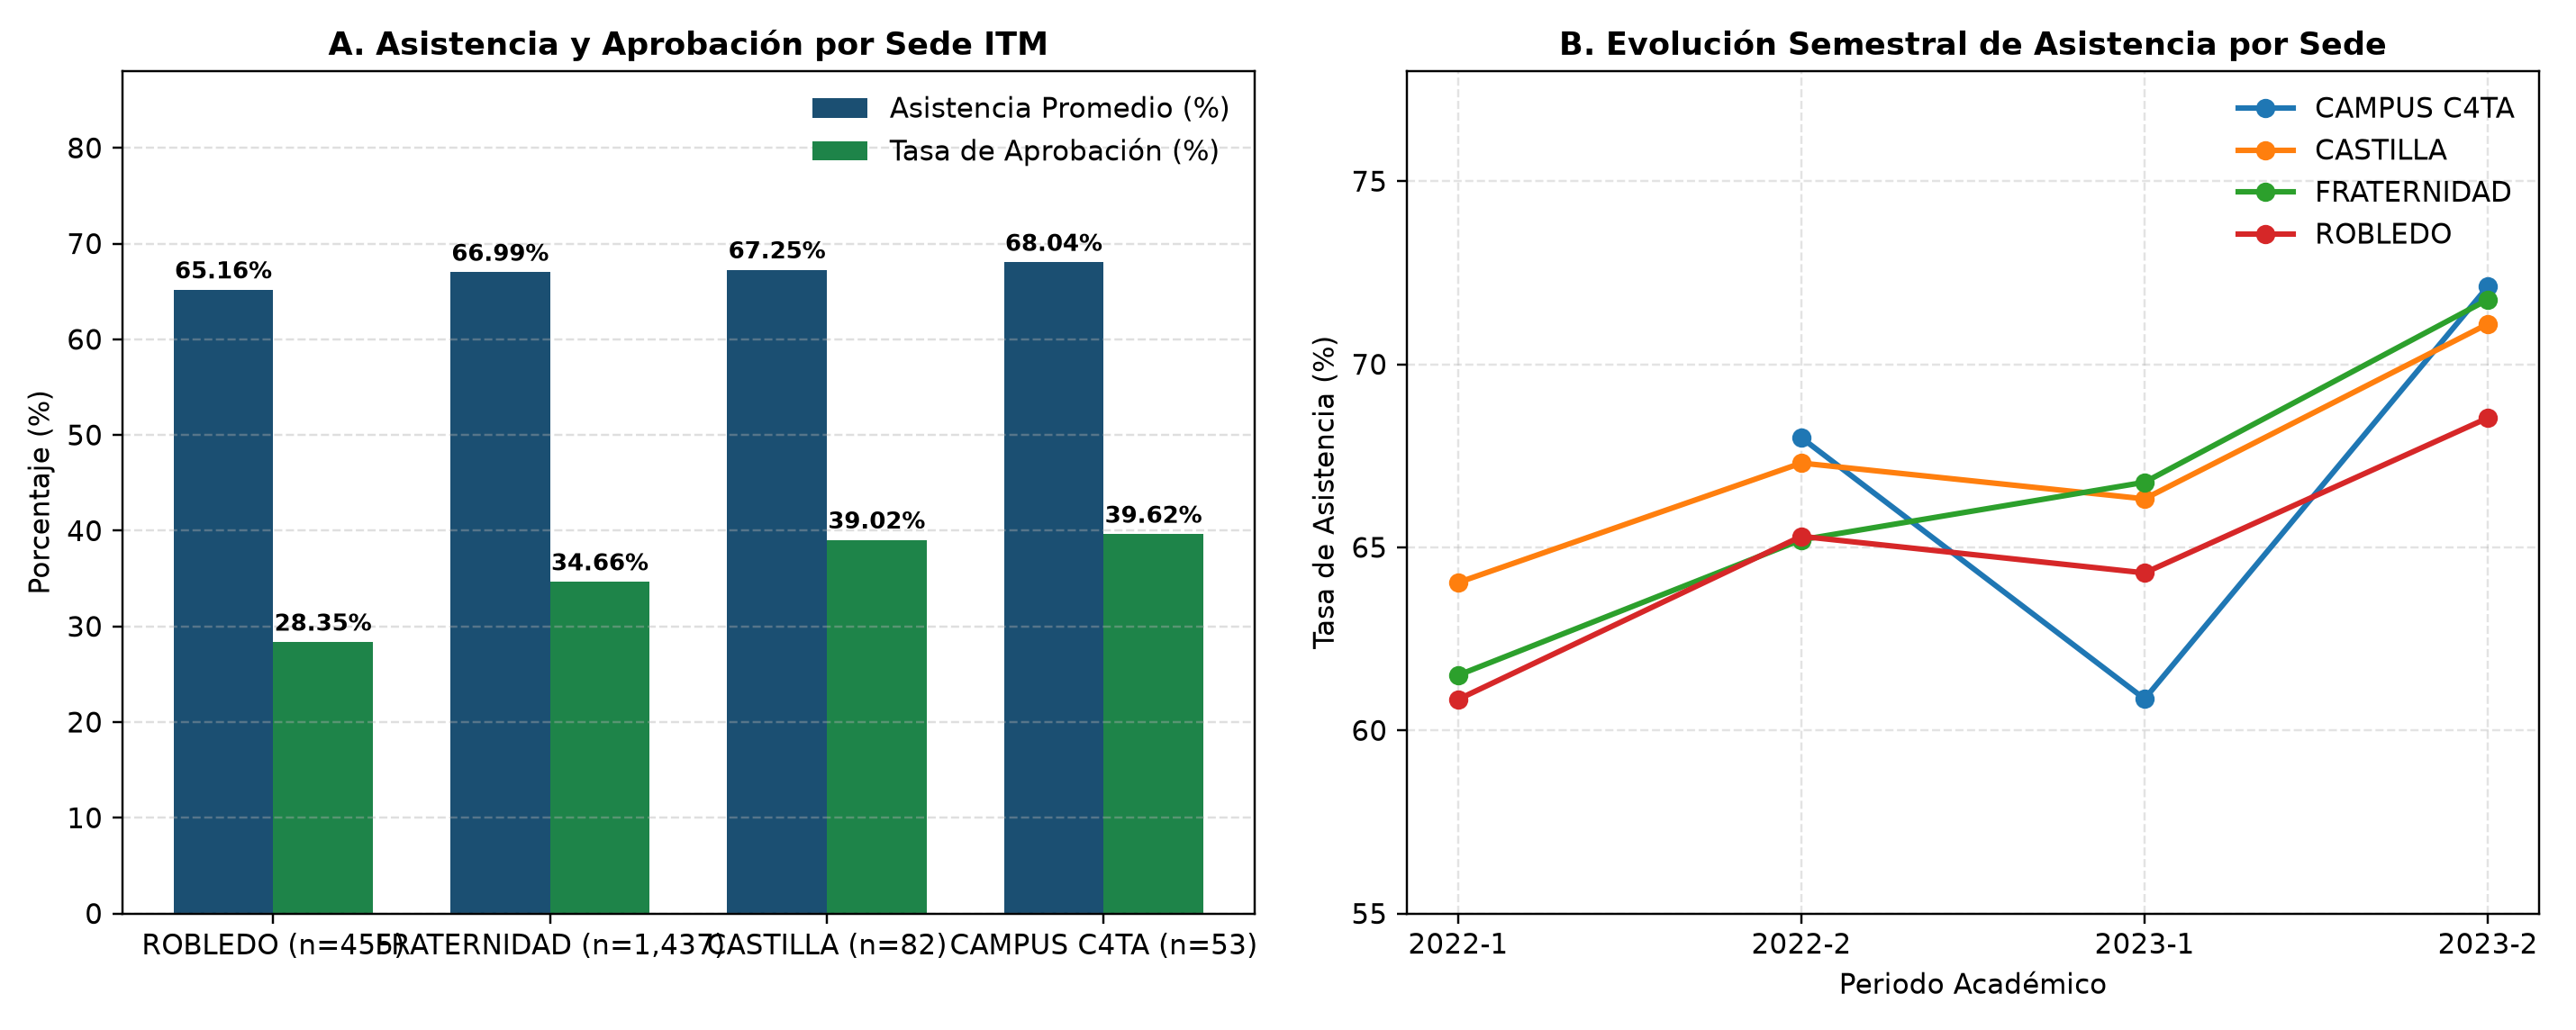 A. Asistencia y Aprobación por Sede ITM
Asistencia Promedio (%)
Tasa de Aprobación (%)
Porcentaje (%)
80
70
60
50
40
30
20
10
0
65.16%
28.35%
66.99%
34.66%
67.25%
39.02%
68.04%
39.62%
ROBLEDO (n=455)
FRATERNIDAD (n=1,437)
CASTILLA (n=82)
CAMPUS C4TA (n=53)
B. Evolución Semestral de Asistencia por Sede
CAMPUS C4TA
CASTILLA
FRATERNIDAD
ROBLEDO
Tasa de Asistencia (%)
75
70
65
60
55
2022-1
2022-2
2023-1
2023-2
Periodo Académico